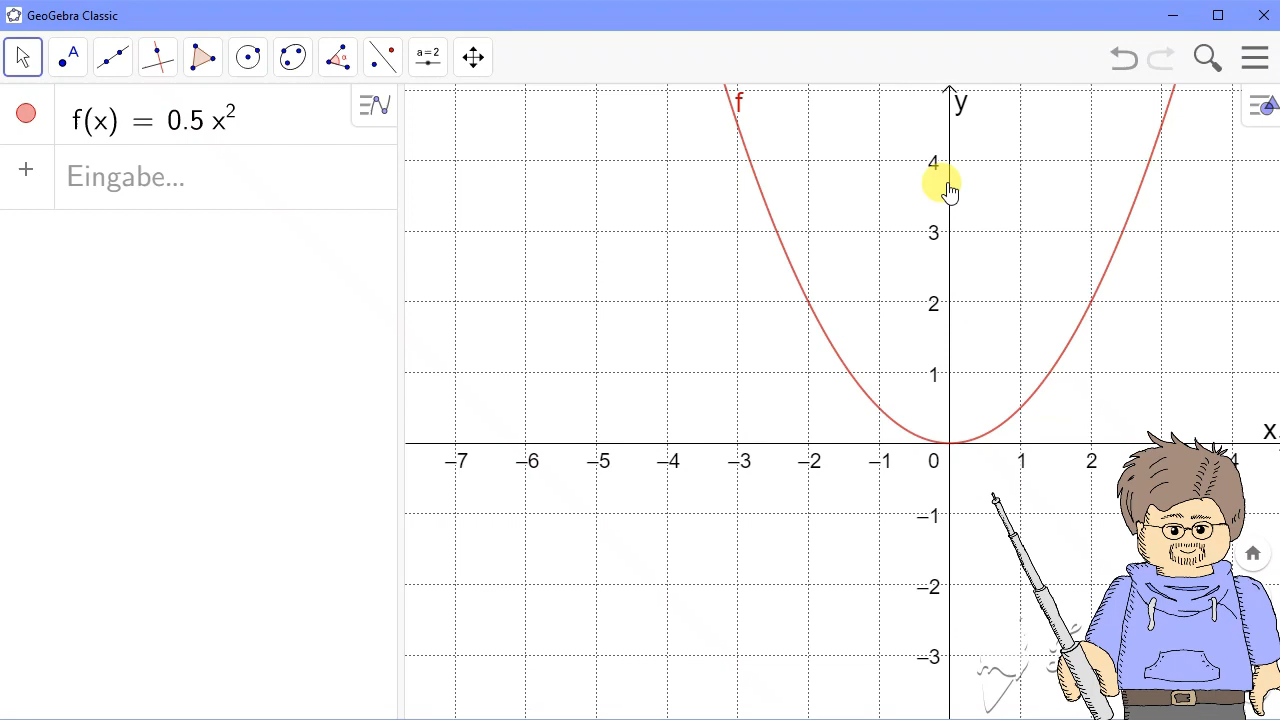 GeoGebra Classic
A
α
a=2
f(x) = 0.5 x²
+
Eingabe...
f
y
4
3
2
1
x
–7 –6 –5 –4 –3 –2 –1 0 1 2 4
–1
–2
–3